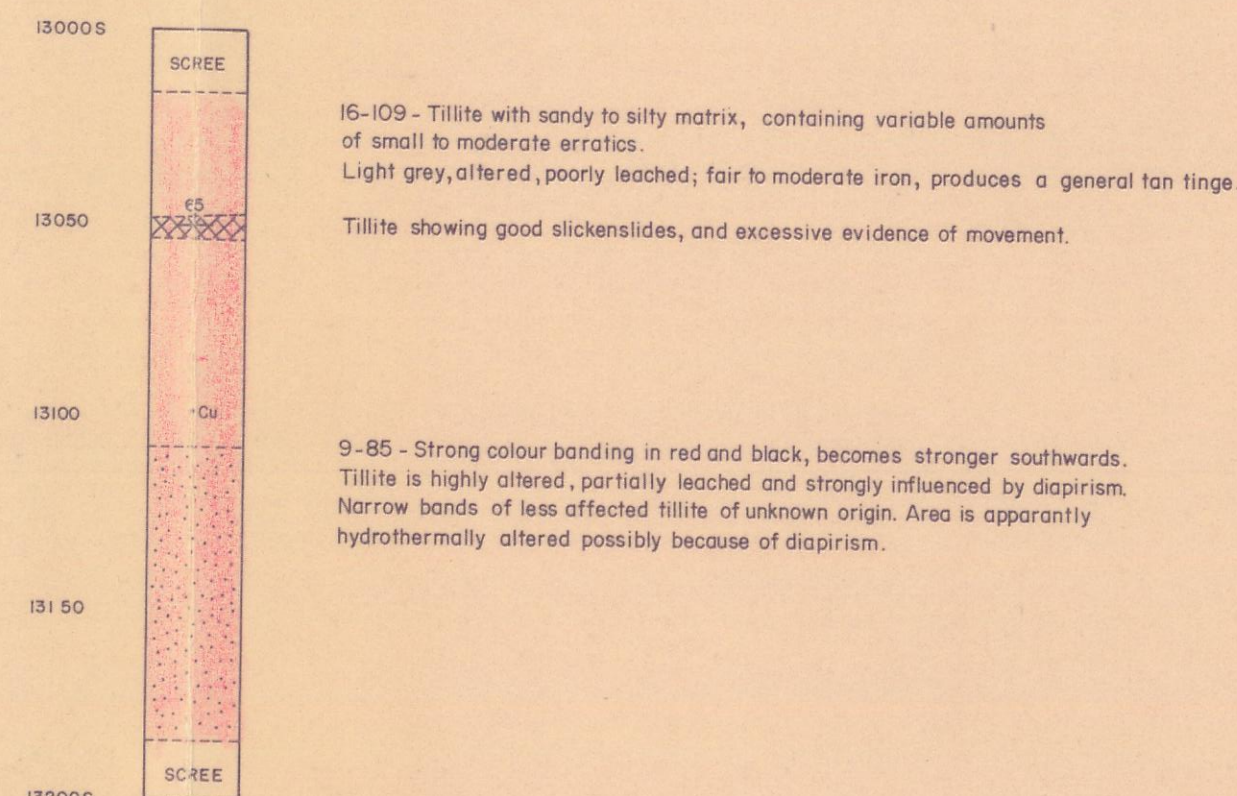 13000S
SCREE
16-109 - Tillite with sandy to silty matrix, containing variable amounts
of small to moderate erratics.
Light grey, altered, poorly leached; fair to moderate iron, produces a general tan tinge.
65
13050
Tillite showing good slickenslides, and excessive evidence of movement.
13100
Cu
9-85 - Strong colour banding in red and black, becomes stronger southwards.
Tillite is highly altered, partially leached and strongly influenced by diapirism.
Narrow bands of less affected tillite of unknown origin. Area is apparantly
hydrothermally altered possibly because of diapirism.
13150
SCREE
13200S